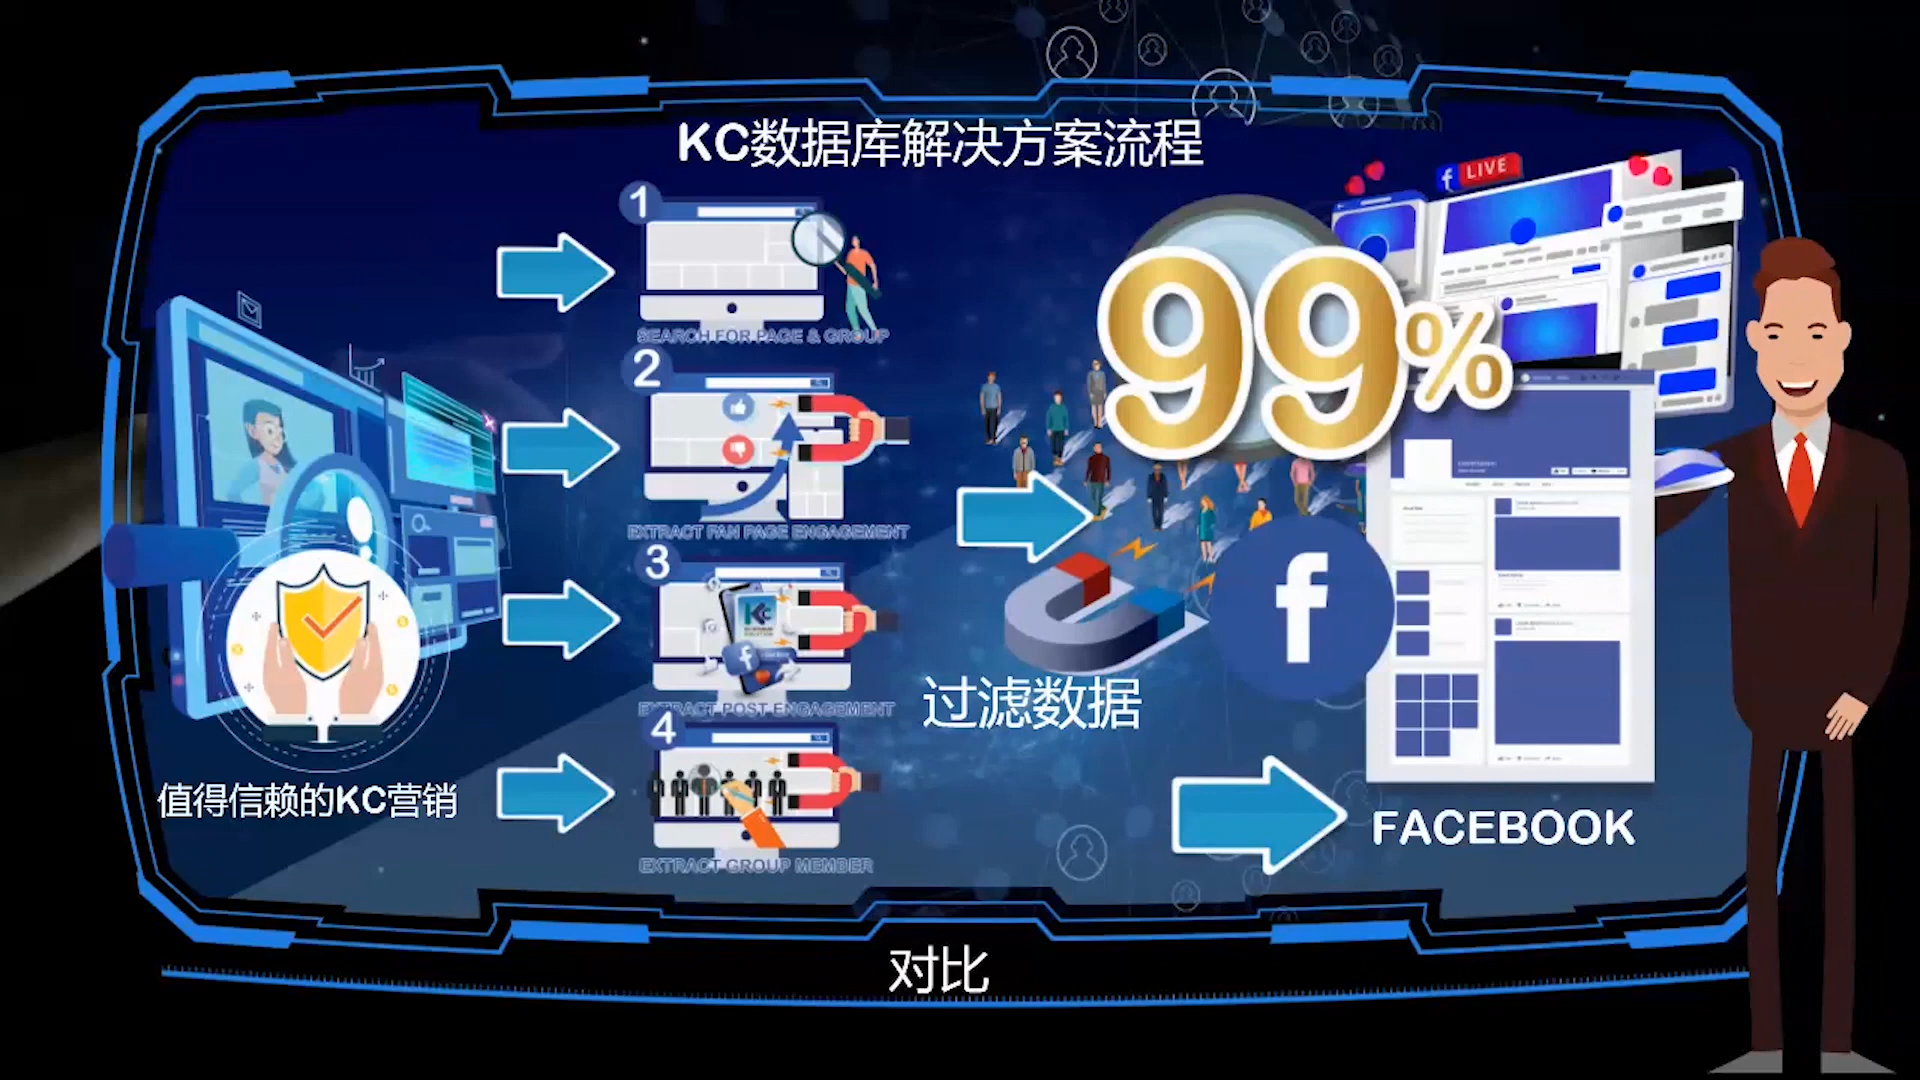 KC数据库解决方案流程
LIVE
1
SEARCH FOR PAGE & GROUP
2
EXTRACT FAN PAGE ENGAGEMENT
3
KC
EXTRACT POST ENGAGEMENT
4
EXTRACT GROUP MEMBER
值得信赖的KC营销
99%
过滤数据
f
FACEBOOK
对比